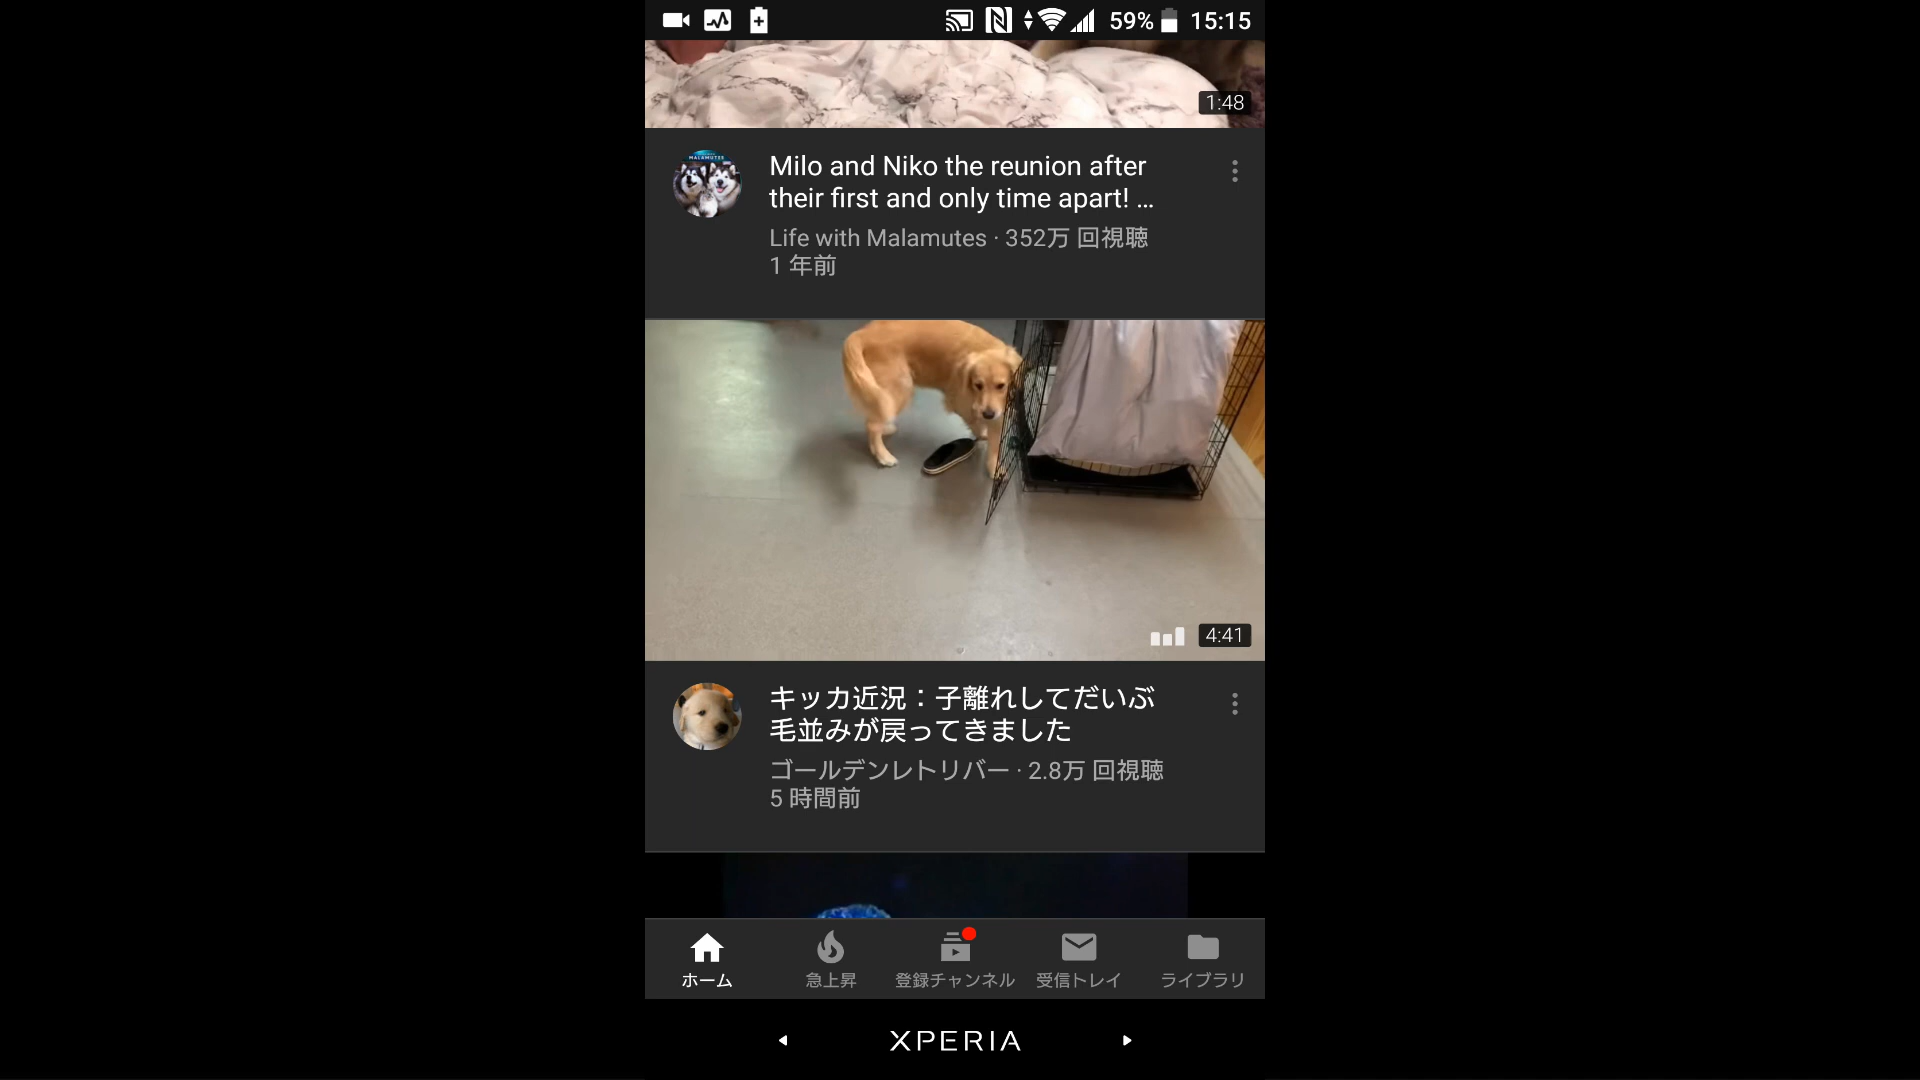 59% 15:15
1:48
Milo and Niko the reunion after
their first and only time apart! ...
Life with Malamutes · 352万 回視聴
1 年前
4:41
キッカ近況：子離れしてだいぶ
毛並みが戻ってきました
ゴールデンレトリバー · 2.8万 回視聴
5 時間前
ホーム 急上昇 登録チャンネル 受信トレイ ライブラリ
XPERIA